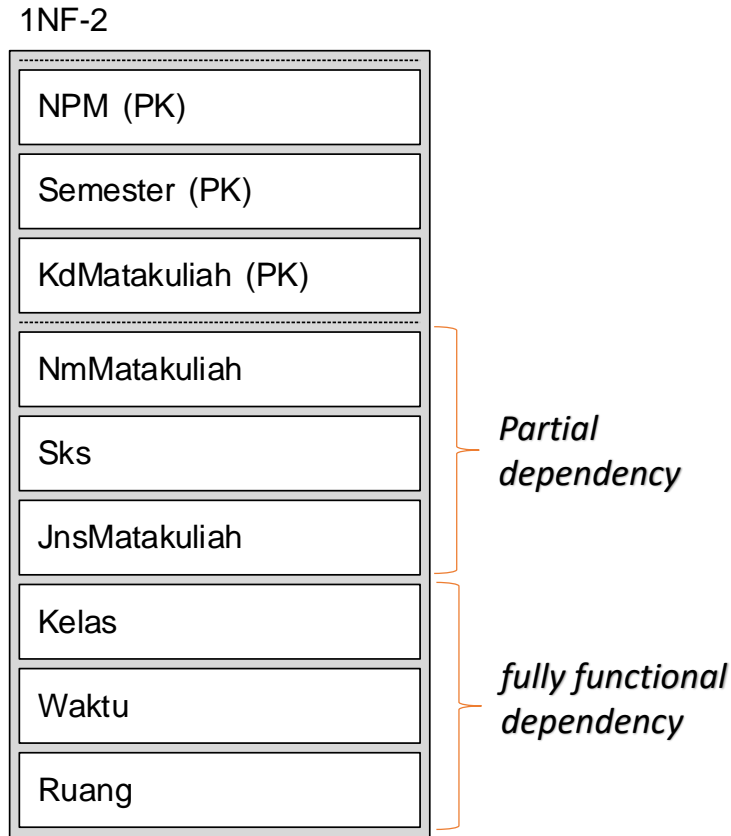 1NF-2
NPM (PK)
Semester (PK)
KdMatakuliah (PK)
NmMatakuliah
Sks
JnsMatakuliah
Partial
dependency
Kelas
Waktu
Ruang
fully functional
dependency